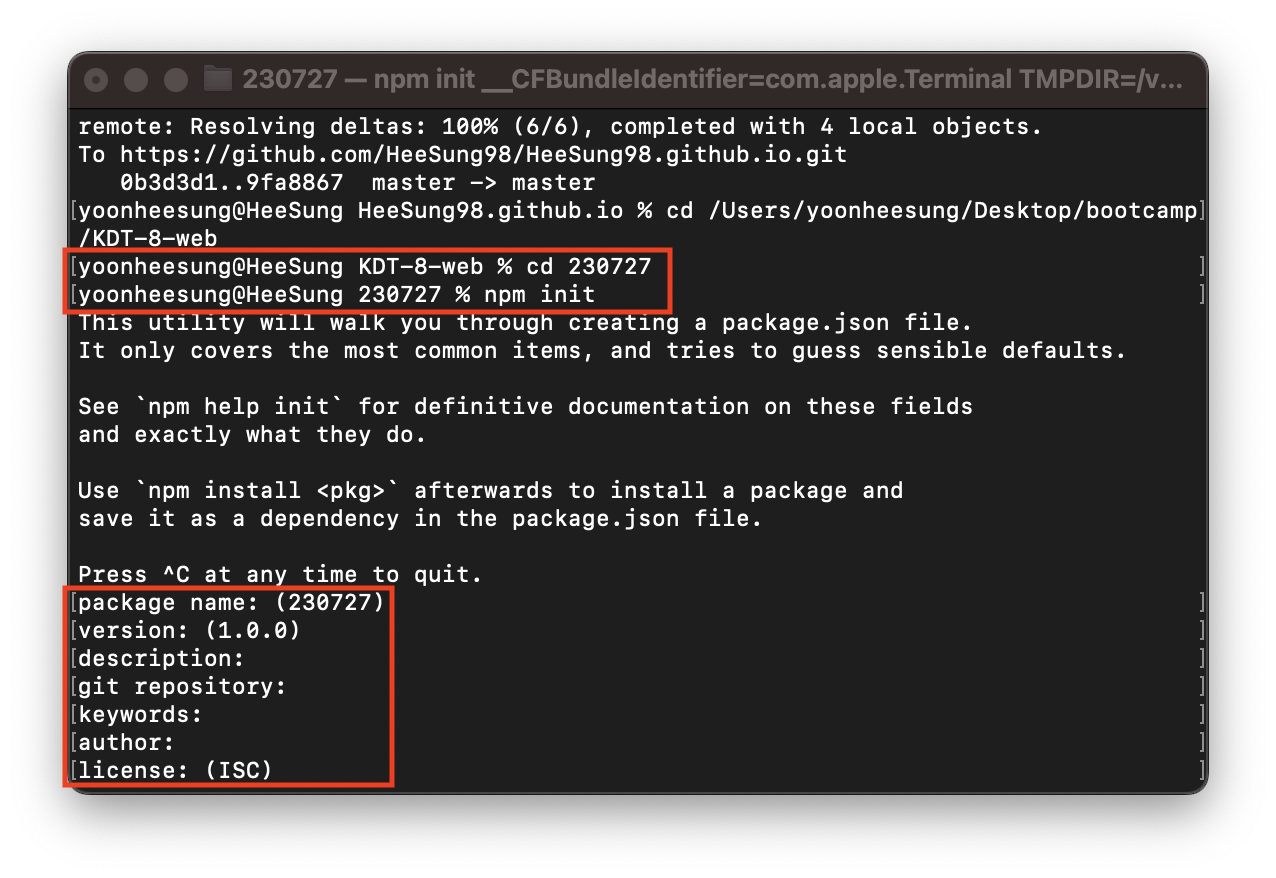 230727 — npm init __CFBundleIdentifier=com.apple.Terminal TMPDIR=/v...
remote: Resolving deltas: 100% (6/6), completed with 4 local objects.
To https://github.com/HeeSung98/HeeSung98.github.io.git
   0b3d3d1..9fa8867  master -> master
[yoonheesung@HeeSung HeeSung98.github.io % cd /Users/yoonheesung/Desktop/bootcamp]
/KDT-8-web
[yoonheesung@HeeSung KDT-8-web % cd 230727 ]
[yoonheesung@HeeSung 230727 % npm init ]
This utility will walk you through creating a package.json file.
It only covers the most common items, and tries to guess sensible defaults.
See `npm help init` for definitive documentation on these fields
and exactly what they do.
Use `npm install <pkg>` afterwards to install a package and
save it as a dependency in the package.json file.
Press ^C at any time to quit.
[package name: (230727) ]
[version: (1.0.0) ]
[description: ]
[git repository: ]
[keywords: ]
[author: ]
[license: (ISC) ]